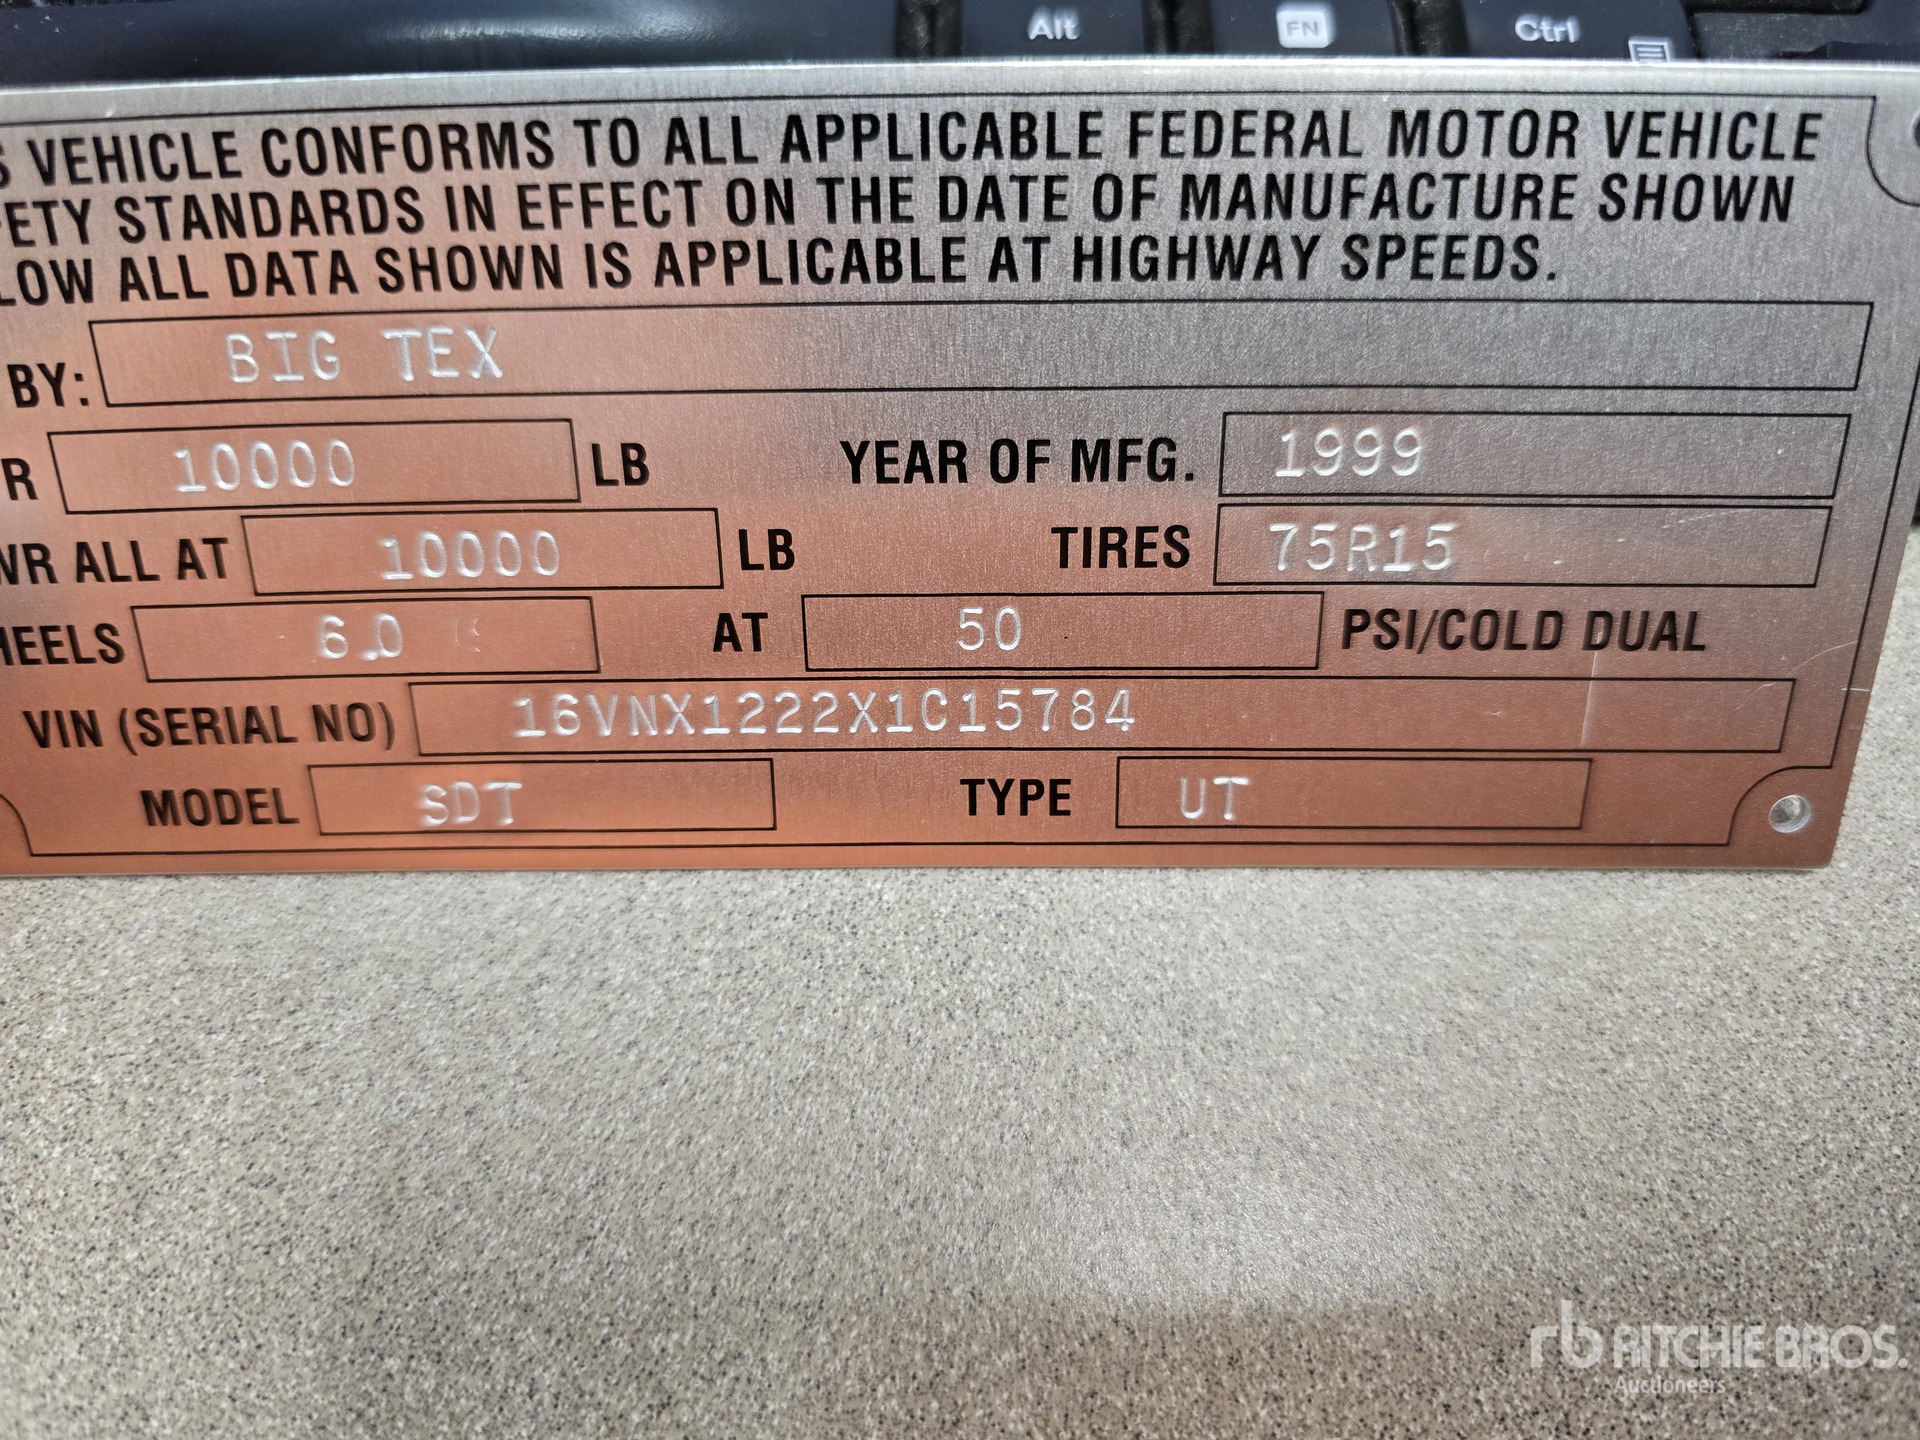 Alt FN Ctrl
S VEHICLE CONFORMS TO ALL APPLICABLE FEDERAL MOTOR VEHICLE
ETY STANDARDS IN EFFECT ON THE DATE OF MANUFACTURE SHOWN
LOW ALL DATA SHOWN IS APPLICABLE AT HIGHWAY SPEEDS.
BY: BIG TEX
R 10000 LB YEAR OF MFG. 1999
WR ALL AT 10000 LB TIRES 75R15
HEELS 6.0 AT 50 PSI/COLD DUAL
VIN (SERIAL NO) 16VNX1222X1C15784
MODEL SDT TYPE UT
rb RITCHIE BROS.
Auctioneers